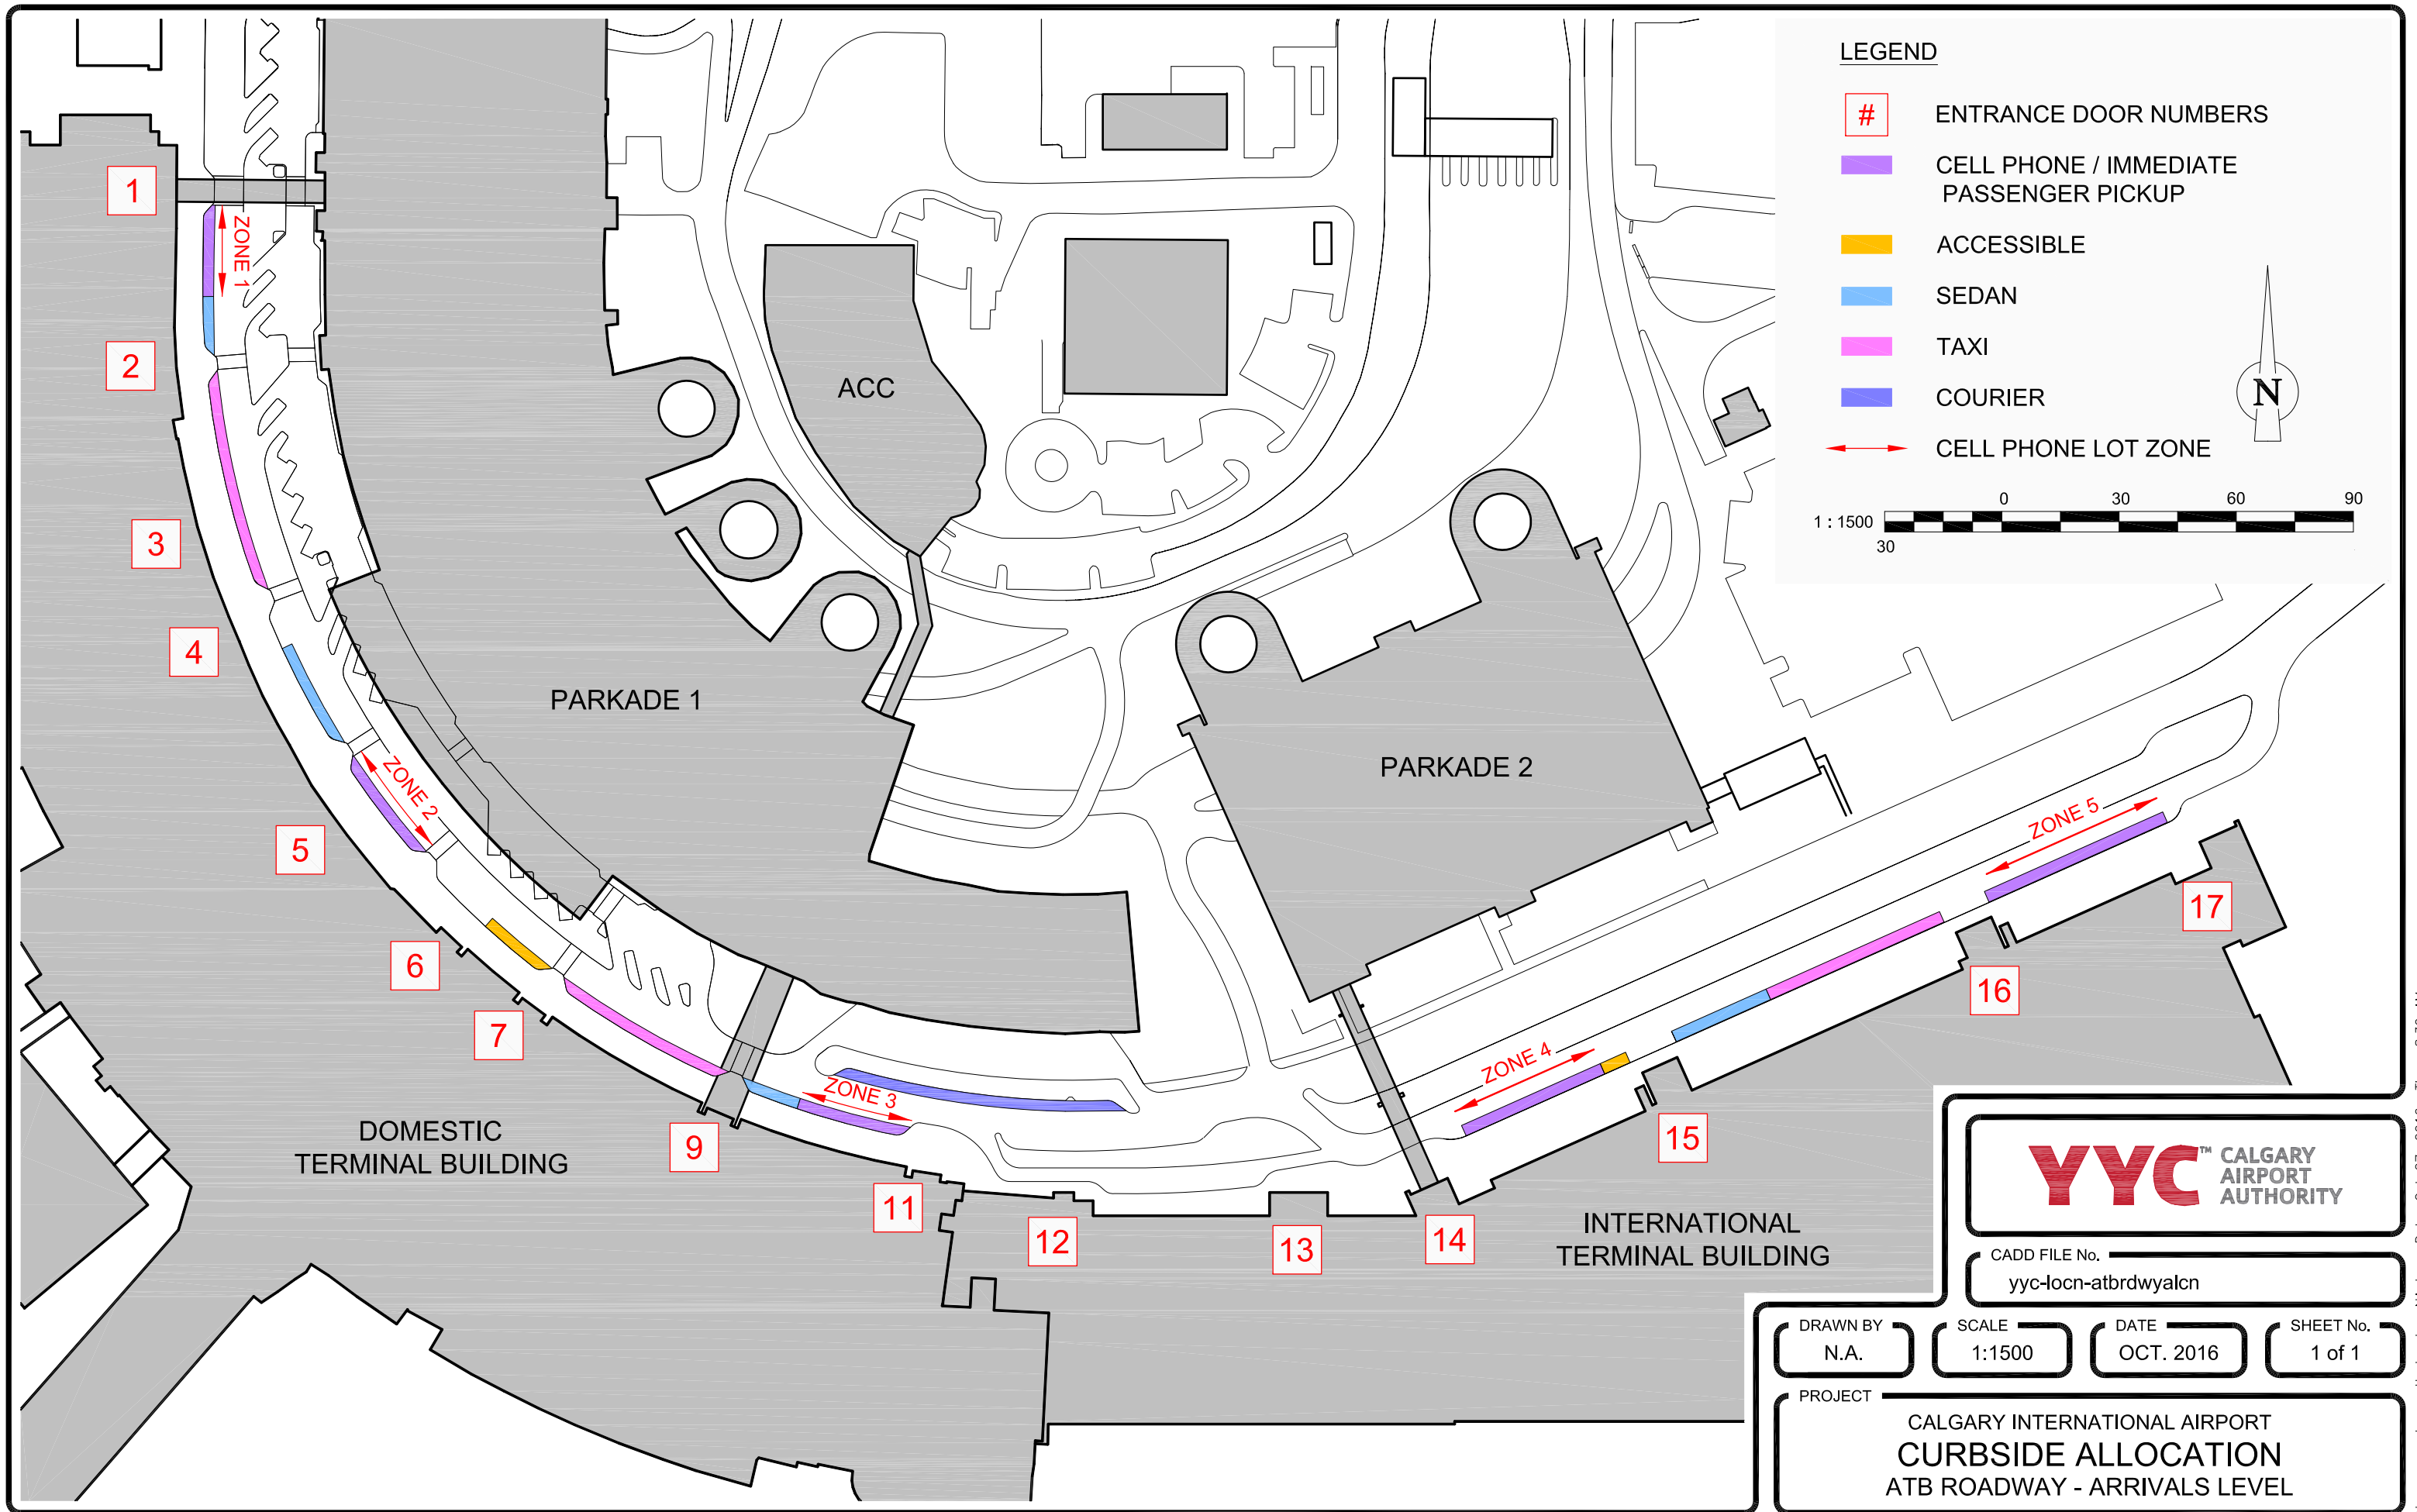 LEGEND
# ENTRANCE DOOR NUMBERS
CELL PHONE / IMMEDIATE
PASSENGER PICKUP
ACCESSIBLE
SEDAN
TAXI
COURIER
CELL PHONE LOT ZONE
N
0 30 60 90
1 : 1500
30
1
ZONE 1
2
3
4
5
ZONE 2
6
7
9
ZONE 3
11
12
13
14
ZONE 4
15
16
ZONE 5
17
ACC
PARKADE 1
PARKADE 2
DOMESTIC
TERMINAL BUILDING
INTERNATIONAL
TERMINAL BUILDING
YYC™ CALGARY
AIRPORT
AUTHORITY
CADD FILE No.
yyc-locn-atbrdwyalcn
DRAWN BY
N.A.
SCALE
1:1500
DATE
OCT. 2016
SHEET No.
1 of 1
PROJECT
CALGARY INTERNATIONAL AIRPORT
CURBSIDE ALLOCATION
ATB ROADWAY - ARRIVALS LEVEL